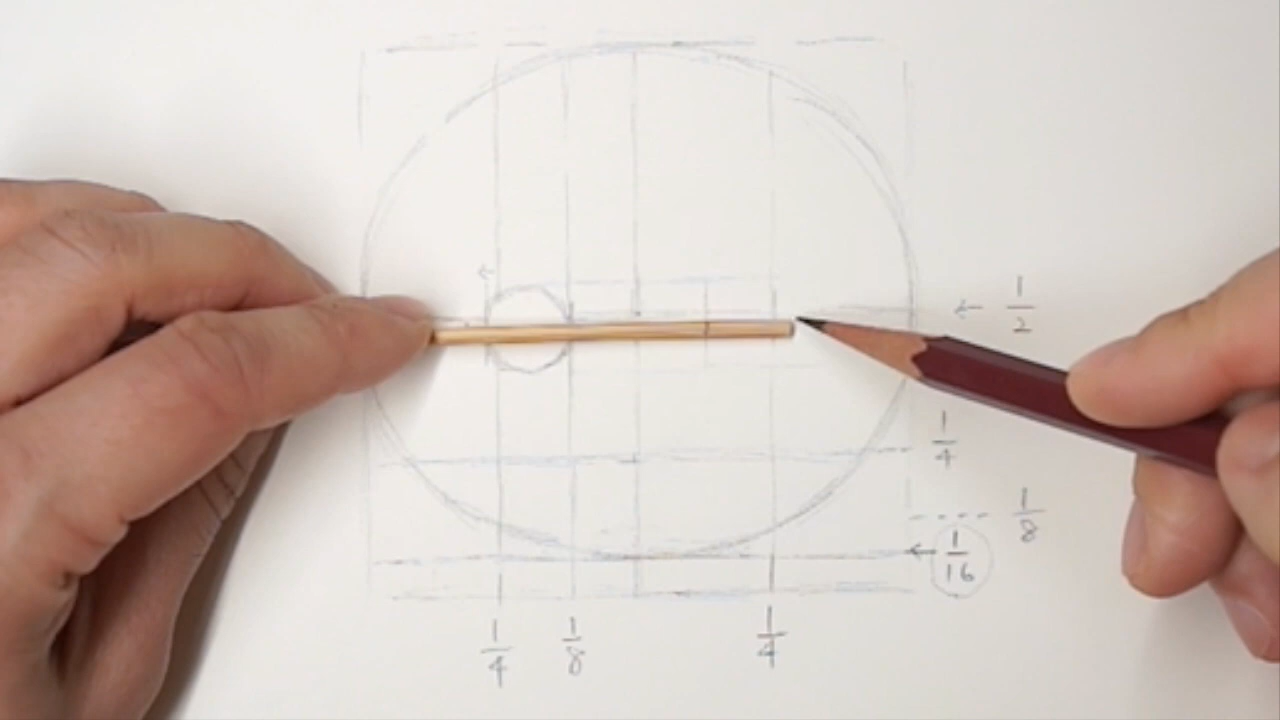 ← 1/2
1/4
1/8
← 1/16
1/4 1/8 1/4